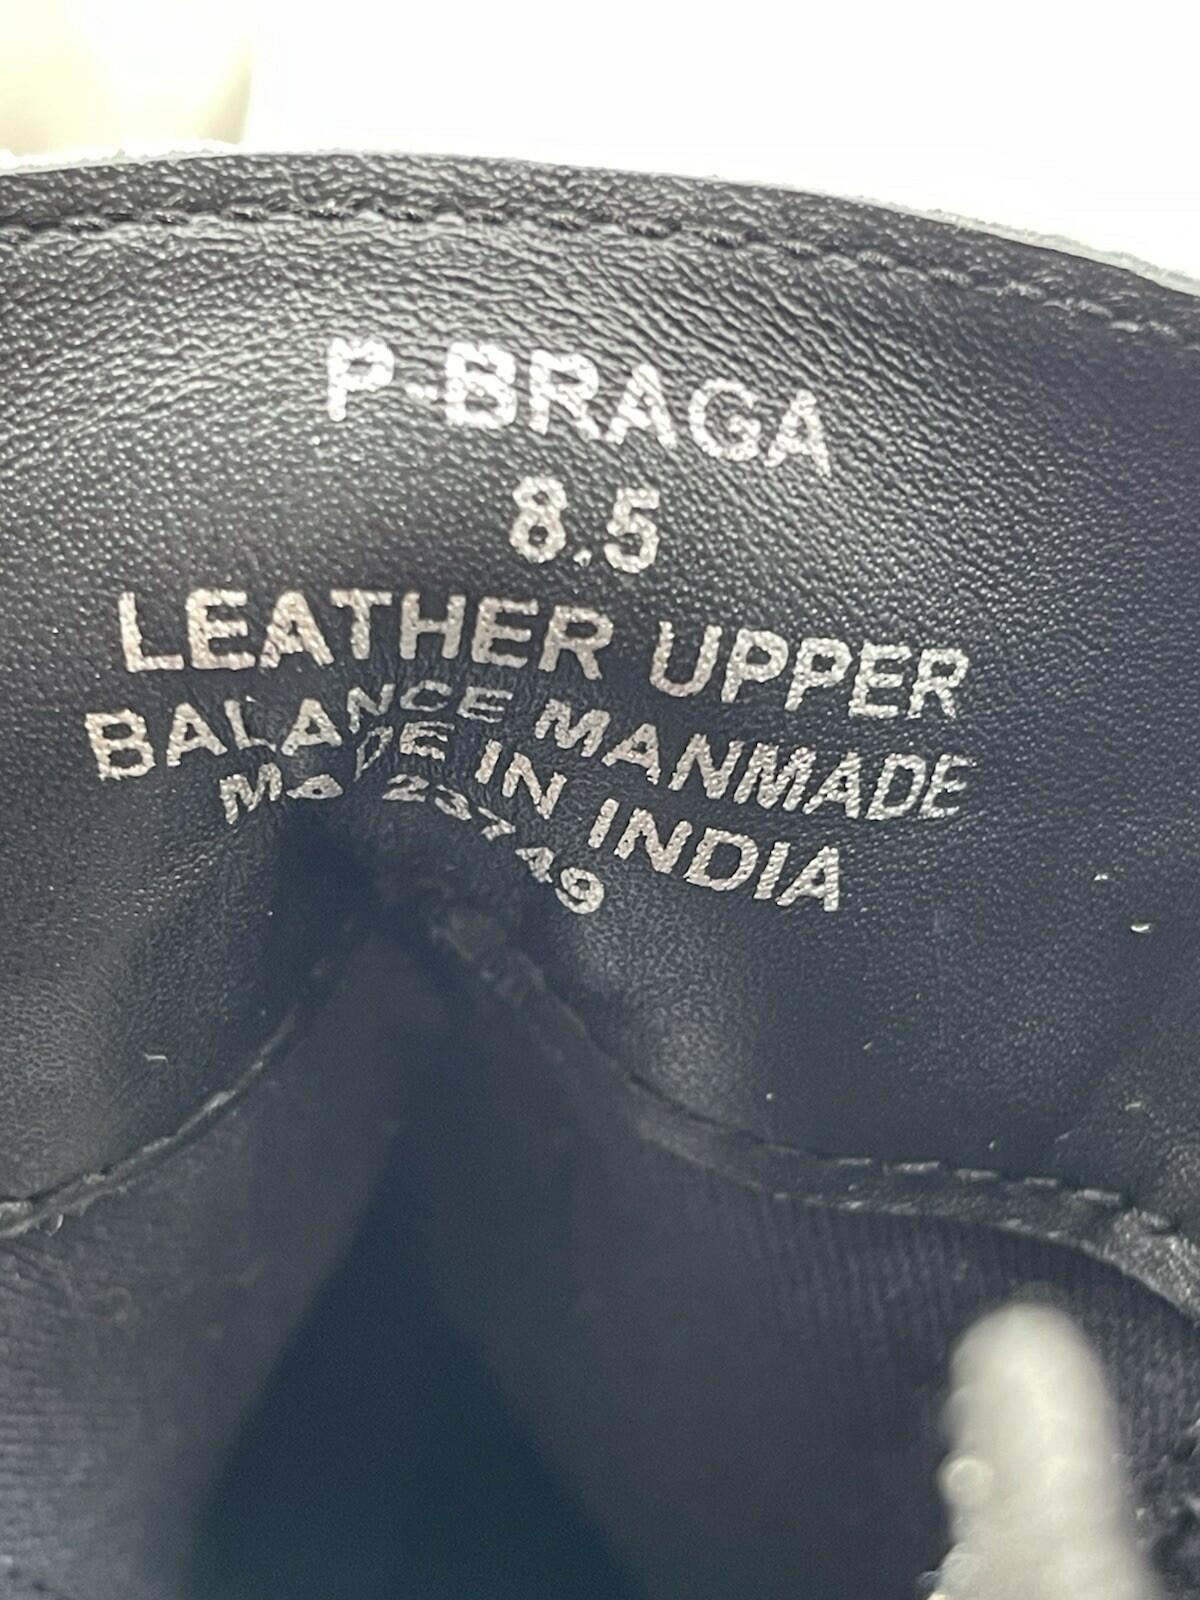 P-BRAGA
8.5
LEATHER UPPER
BALANCE MANMADE
MADE IN INDIA